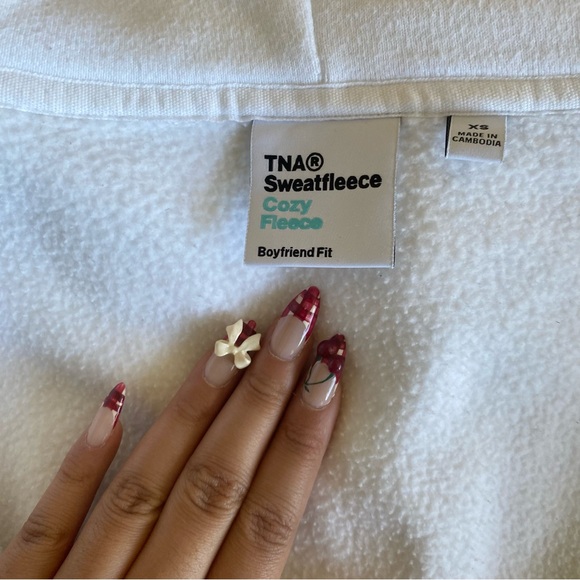 TNA®
Sweatfleece
Cozy
Fleece
Boyfriend Fit
XS
MADE IN
CAMBODIA